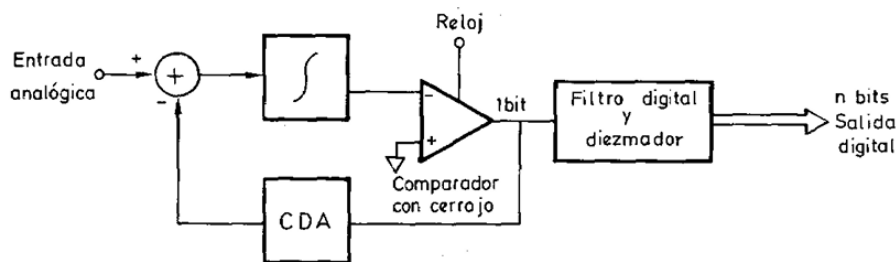 Reloj
Entrada
analógica
+
+
-
∫
-
+
1bit
Filtro digital
y
diezmador
n bits
Salida
digital
Comparador
con cerrojo
CDA